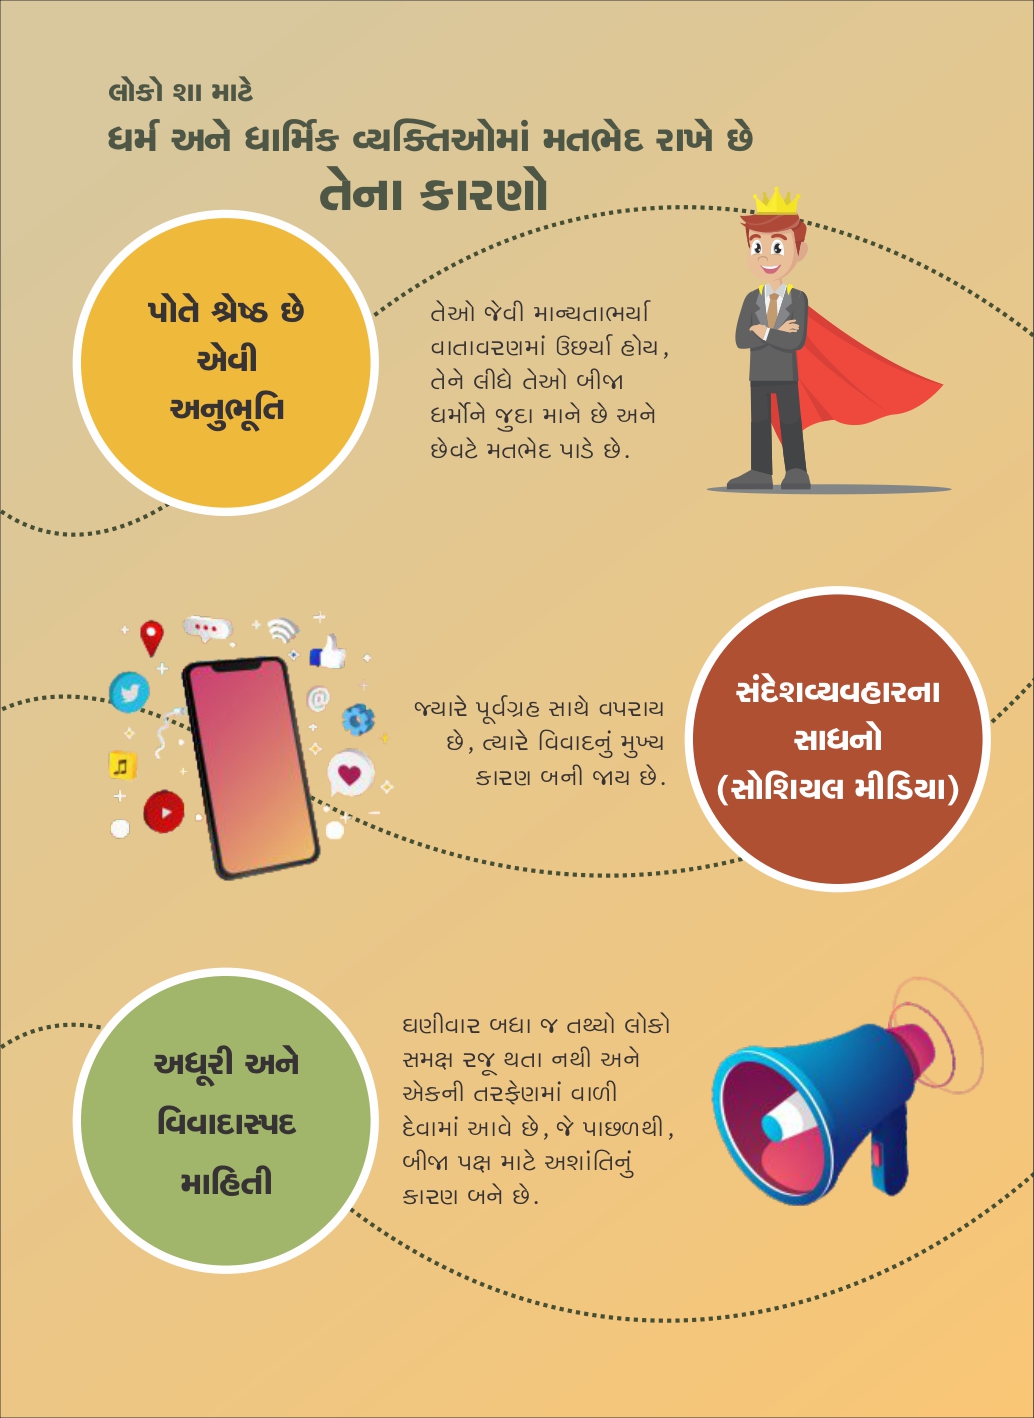 લોકો શા માટે
ધર્મ અને ધાર્મિક વ્યક્તિઓમાં મતભેદ રાખે છે
તેના કારણો
પોતે શ્રેષ્ઠ છે
એવી
અનુભૂતિ
તેઓ જેવી માન્યતાભર્યા
વાતાવરણમાં ઉછર્યા હોય,
તેને લીધે તેઓ બીજા
ધર્મોને જુદા માને છે અને
છેવટે મતભેદ પાડે છે.
જ્યારે પૂર્વગ્રહ સાથે વપરાય
છે, ત્યારે વિવાદનું મુખ્ય
કારણ બની જાય છે.
સંદેશવ્યવહારના
સાધનો
(સોશિયલ મીડિયા)
અધૂરી અને
વિવાદાસ્પદ
માહિતી
ઘણીવાર બધા જ તથ્યો લોકો
સમક્ષ રજૂ થતા નથી અને
એકની તરફેણમાં વાળી
દેવામાં આવે છે, જે પાછળથી,
બીજા પક્ષ માટે અશાંતિનું
કારણ બને છે.